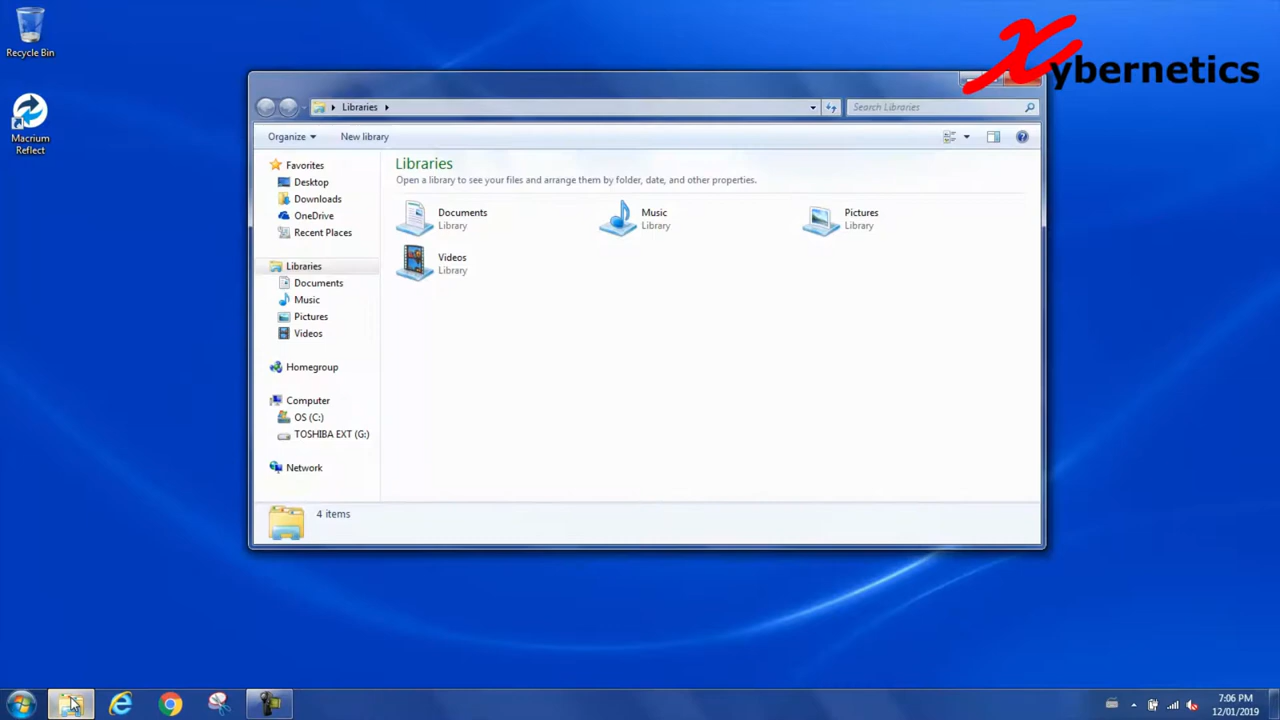 Recycle Bin
Xybernetics
Macrium
Reflect
Libraries
Search Libraries
Organize
New library
Favorites
Desktop
Downloads
OneDrive
Recent Places
Libraries
Documents
Music
Pictures
Videos
Homegroup
Computer
OS (C:)
TOSHIBA EXT (G:)
Network
Libraries
Open a library to see your files and arrange them by folder, date, and other properties.
Documents
Library
Music
Library
Pictures
Library
Videos
Library
4 items
7:06 PM
12/01/2019